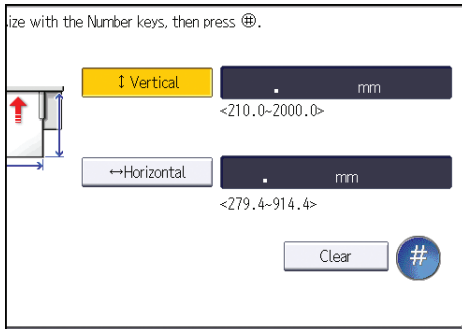 ize with the Number keys, then press ⊕.
↕ Vertical
. mm
<210.0~2000.0>
↔Horizontal
. mm
<279.4~914.4>
Clear
#